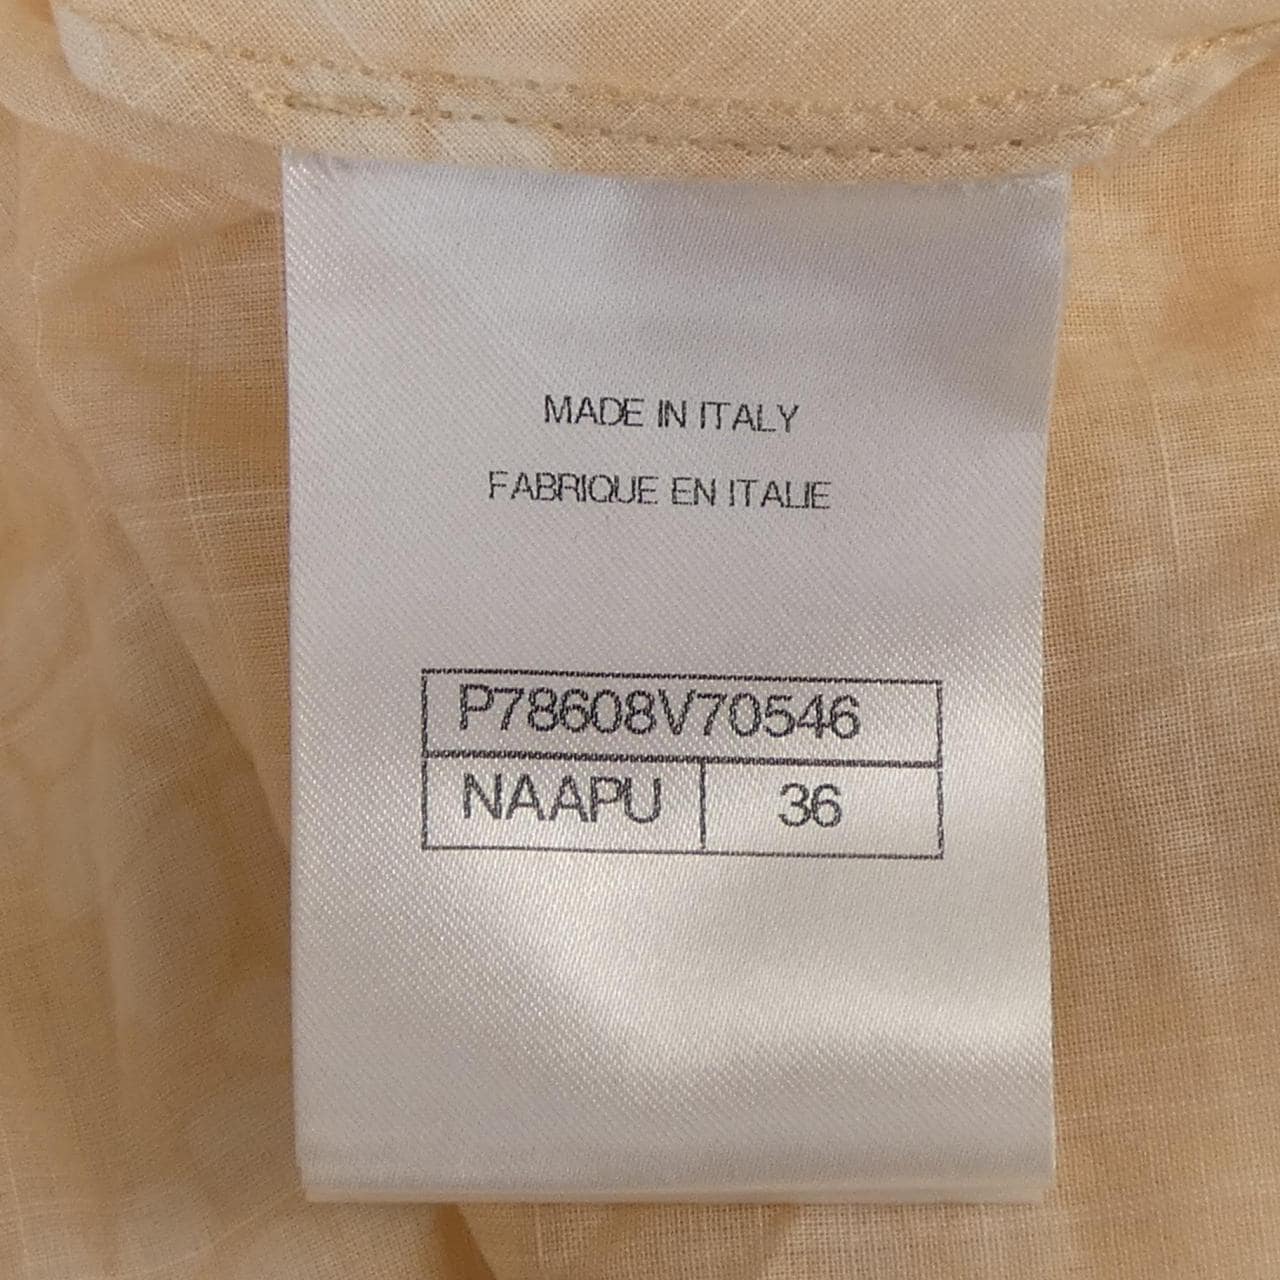 MADE IN ITALY
FABRIQUE EN ITALIE
P78608V70546
NAAPU 36